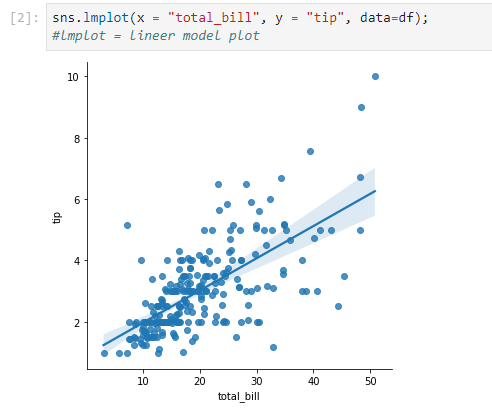 [2]: sns.lmplot(x = "total_bill", y = "tip", data=df);
#lmplot = lineer model plot
10
8
6
4
2
tip
10 20 30 40 50
total_bill